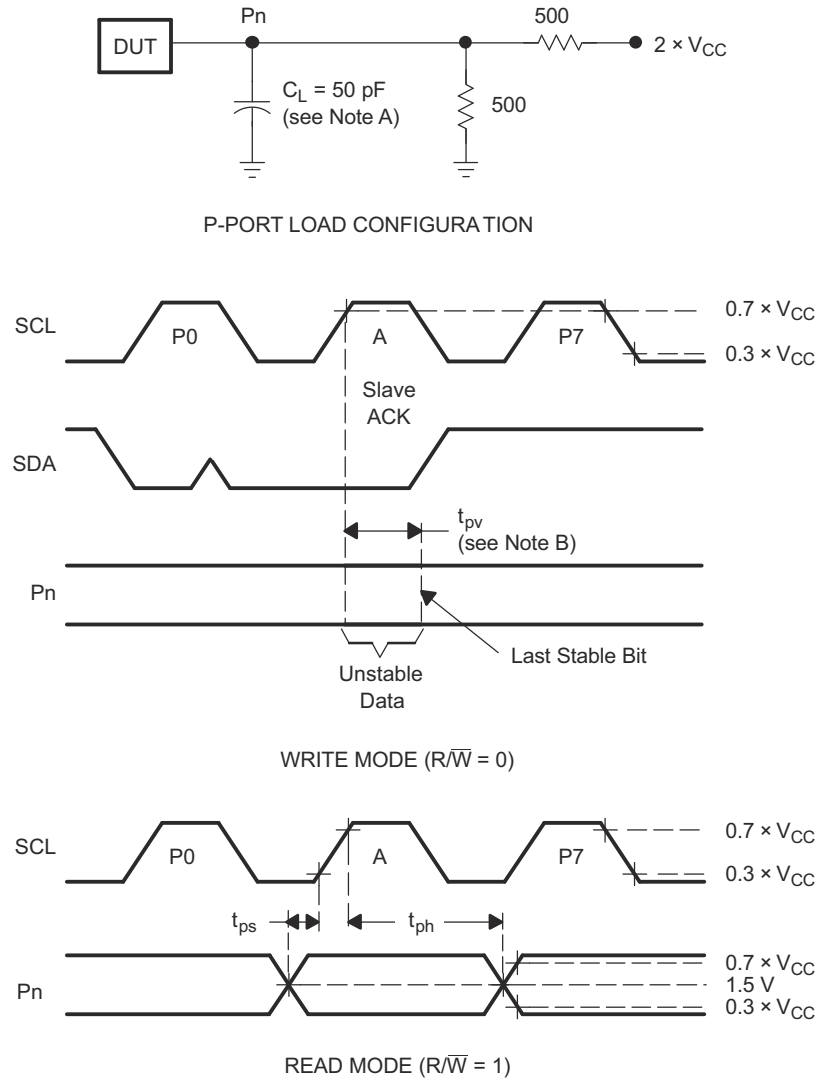 Pn
500
DUT
2 × VCC
CL = 50 pF
(see Note A)
500
P-PORT LOAD CONFIGURATION
0.7 × VCC
SCL
P0
A
P7
0.3 × VCC
Slave
ACK
SDA
tpv
(see Note B)
Pn
Last Stable Bit
Unstable
Data
WRITE MODE (R/W̅ = 0)
0.7 × VCC
SCL
P0
A
P7
0.3 × VCC
tps
tph
0.7 × VCC
1.5 V
Pn
0.3 × VCC
READ MODE (R/W̅ = 1)